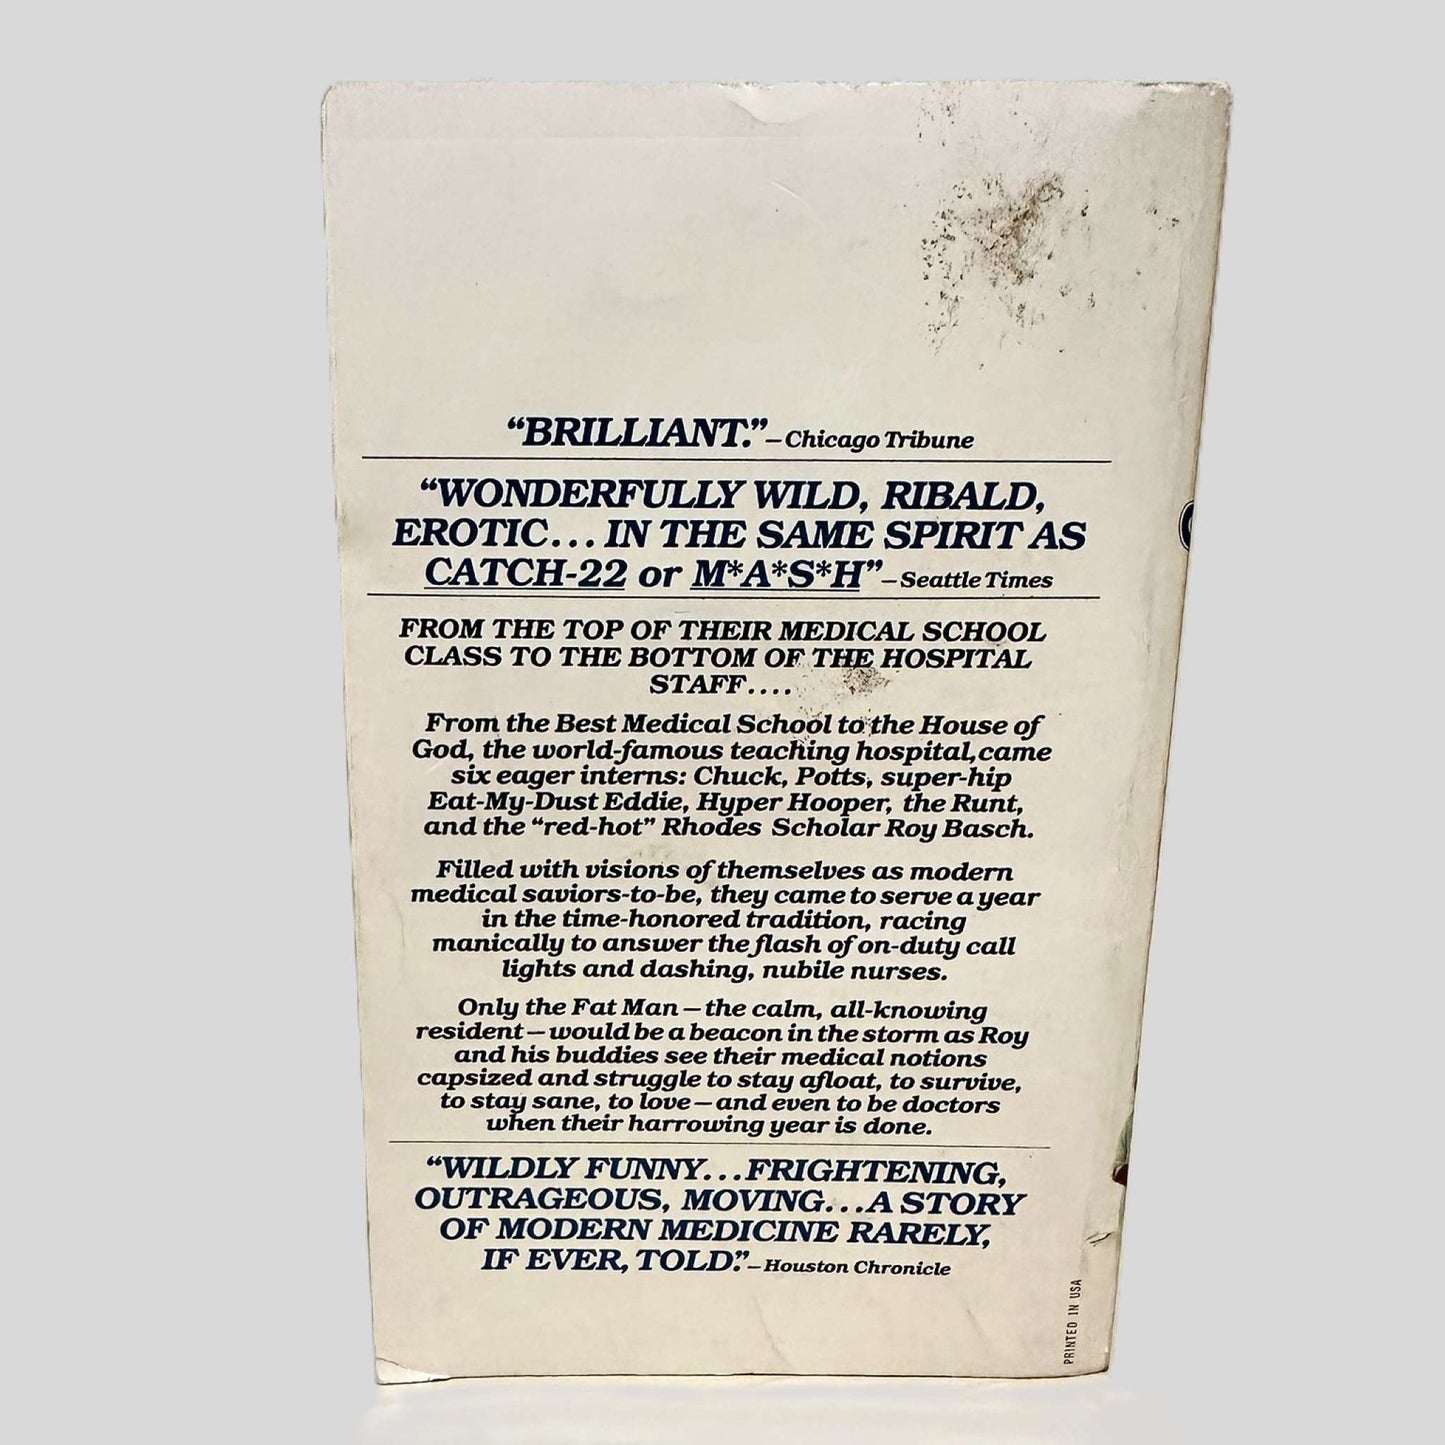 “BRILLIANT.”–Chicago Tribune
“WONDERFULLY WILD, RIBALD,
EROTIC...IN THE SAME SPIRIT AS
CATCH-22 or M*A*S*H”–Seattle Times
FROM THE TOP OF THEIR MEDICAL SCHOOL
CLASS TO THE BOTTOM OF THE HOSPITAL
STAFF....
From the Best Medical School to the House of
God, the world-famous teaching hospital, came
six eager interns: Chuck, Potts, super-hip
Eat-My-Dust Eddie, Hyper Hooper, the Runt,
and the “red-hot” Rhodes Scholar Roy Basch.
Filled with visions of themselves as modern
medical saviors-to-be, they came to serve a year
in the time-honored tradition, racing
manically to answer the flash of on-duty call
lights and dashing, nubile nurses.
Only the Fat Man—the calm, all-knowing
resident—would be a beacon in the storm as Roy
and his buddies see their medical notions
capsized and struggle to stay afloat, to survive,
to stay sane, to love—and even to be doctors
when their harrowing year is done.
“WILDLY FUNNY...FRIGHTENING,
OUTRAGEOUS, MOVING...A STORY
OF MODERN MEDICINE RARELY,
IF EVER, TOLD.”–Houston Chronicle
PRINTED IN USA